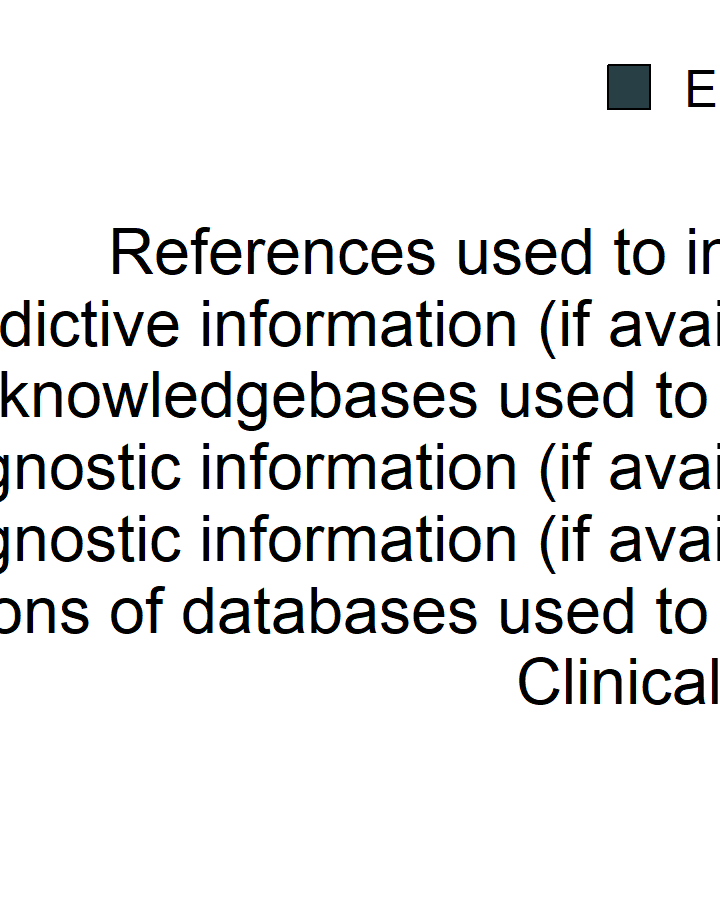 E
References used to in
dictive information (if avai
knowledgebases used to
gnostic information (if avai
gnostic information (if avai
ons of databases used to
Clinical